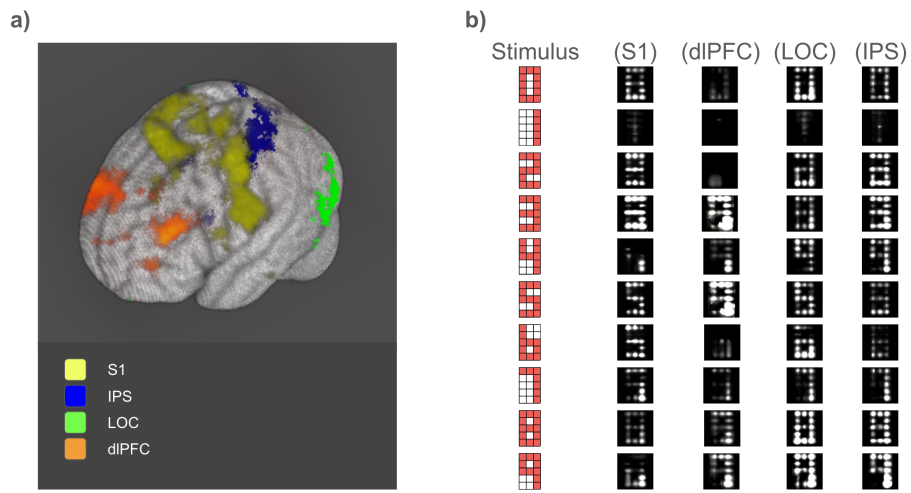 a)
S1
IPS
LOC
dlPFC
b)
Stimulus (S1) (dlPFC) (LOC) (IPS)